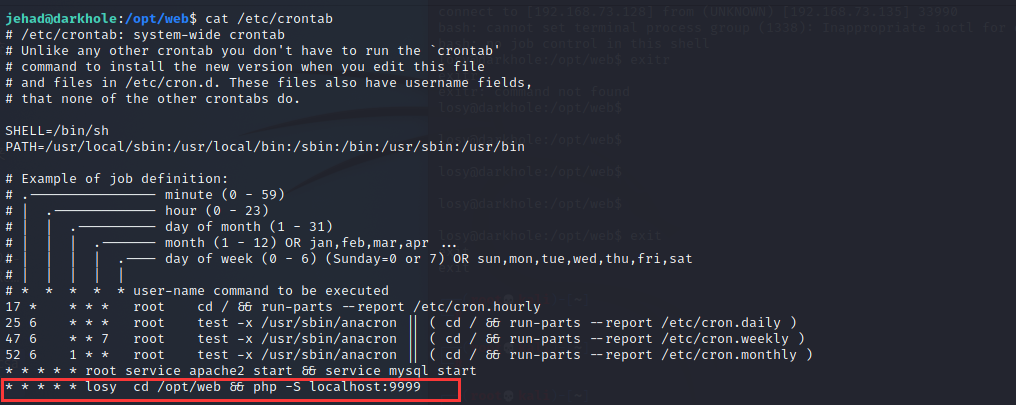 jehad@darkhole:/opt/web$ cat /etc/crontab
# /etc/crontab: system-wide crontab
# Unlike any other crontab you don't have to run the `crontab'
# command to install the new version when you edit this file
# and files in /etc/cron.d. These files also have username fields,
# that none of the other crontabs do.
SHELL=/bin/sh
PATH=/usr/local/sbin:/usr/local/bin:/sbin:/bin:/usr/sbin:/usr/bin
# Example of job definition:
# .---------------- minute (0 - 59)
# | .------------- hour (0 - 23)
# | | .---------- day of month (1 - 31)
# | | | .------- month (1 - 12) OR jan,feb,mar,apr ...
# | | | | .---- day of week (0 - 6) (Sunday=0 or 7) OR sun,mon,tue,wed,thu,fri,sat
# | | | | |
# * * * * * user-name command to be executed
17 * * * * root cd / && run-parts --report /etc/cron.hourly
25 6 * * * root test -x /usr/sbin/anacron || ( cd / && run-parts --report /etc/cron.daily )
47 6 * * 7 root test -x /usr/sbin/anacron || ( cd / && run-parts --report /etc/cron.weekly )
52 6 1 * * root test -x /usr/sbin/anacron || ( cd / && run-parts --report /etc/cron.monthly )
* * * * * root service apache2 start && service mysql start
* * * * * losy cd /opt/web && php -S localhost:9999
connect to [192.168.73.128] from (UNKNOWN) [192.168.73.135] 33990
bash: cannot set terminal process group (1338): Inappropriate ioctl for
job control in this shell
exitr
command not found
losy@darkhole:/opt/web$
losy@darkhole:/opt/web$
losy@darkhole:/opt/web$
losy@darkhole:/opt/web$
losy@darkhole:/opt/web$ exit
exit